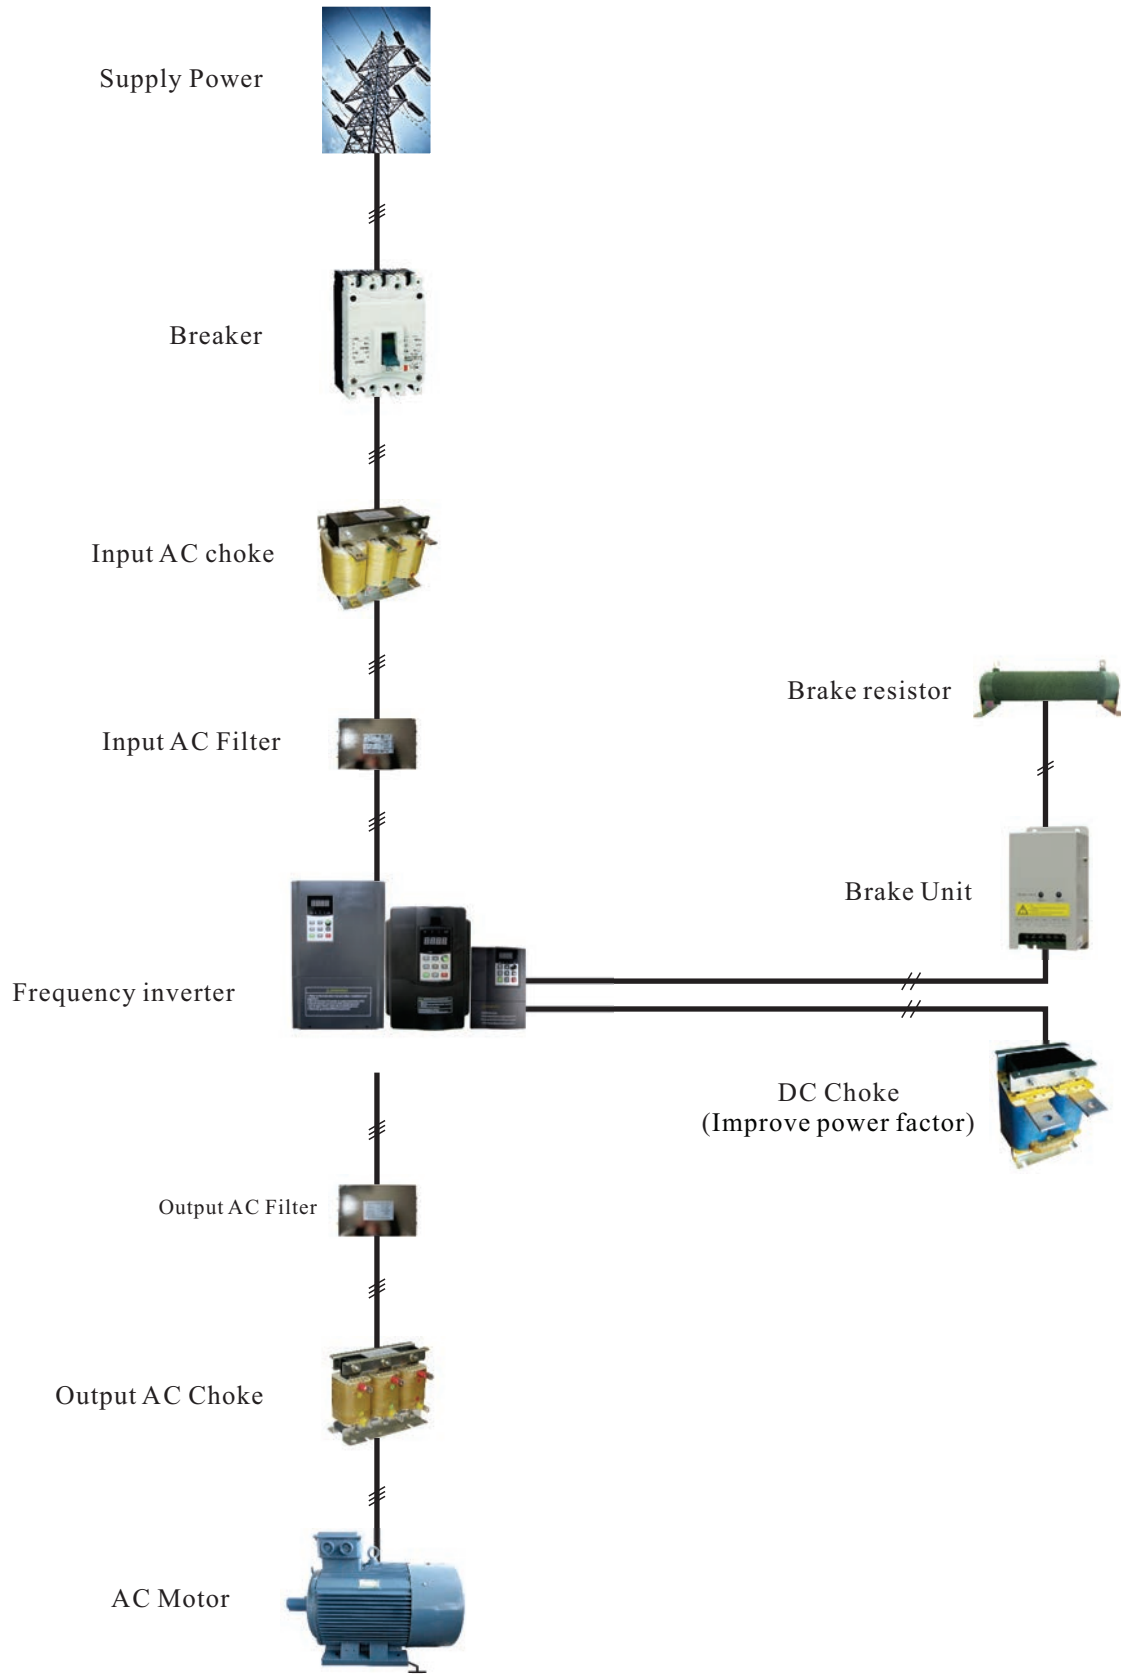 Supply Power
Breaker
Input AC choke
Input AC Filter
Brake resistor
Brake Unit
Frequency inverter
DC Choke
(Improve power factor)
Output AC Filter
Output AC Choke
AC Motor